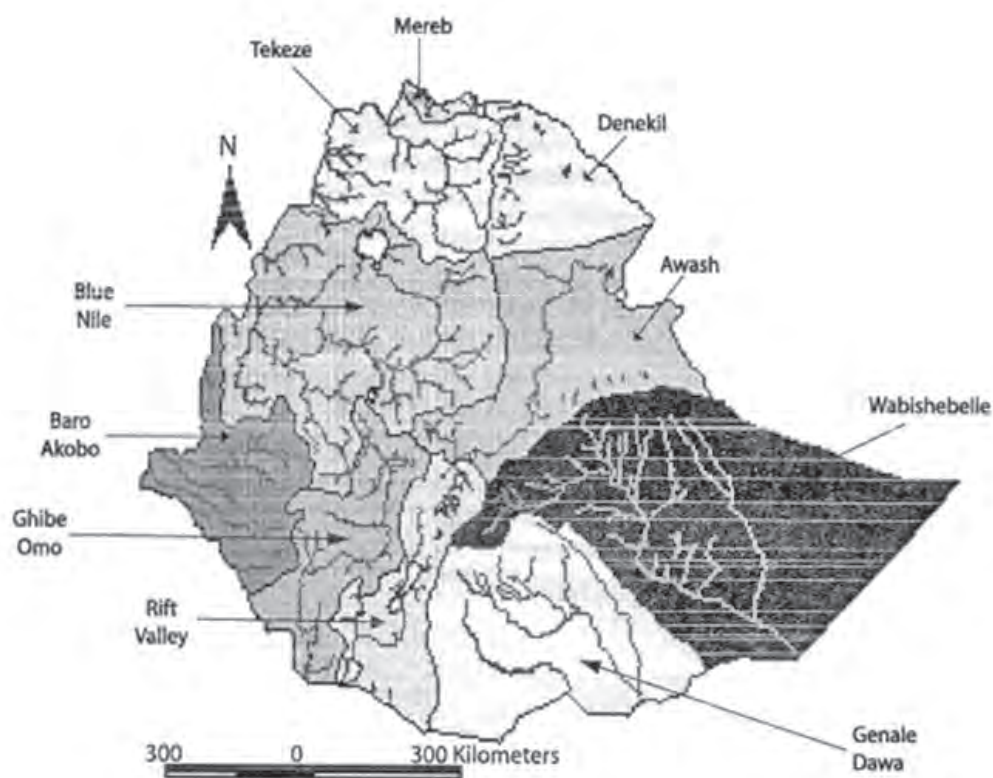 Mereb
Tekeze
Denekil
N
Awash
Blue
Nile
Wabishebelle
Baro
Akobo
Ghibe
Omo
Rift
Valley
Genale
Dawa
300 0 300 Kilometers